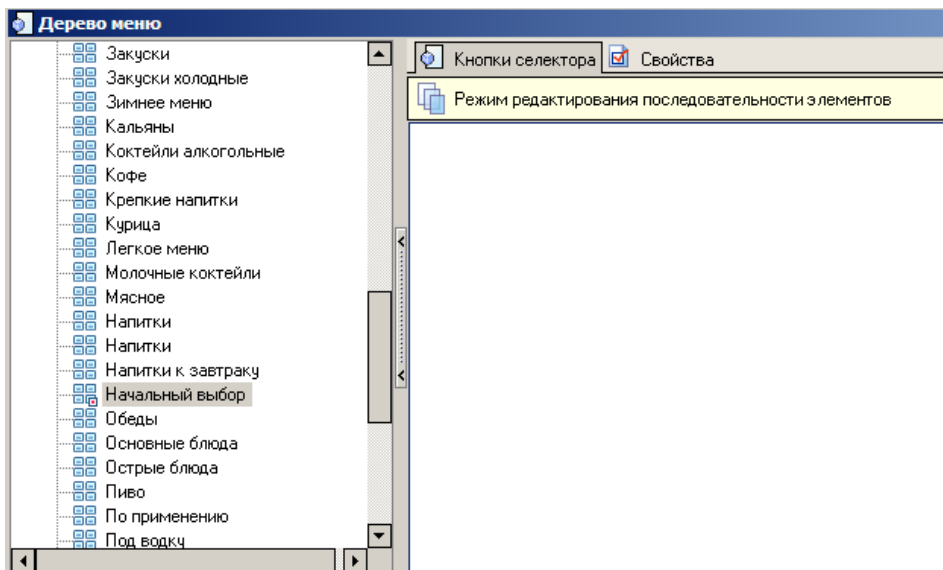 Дерево меню
Закуски
Закуски холодные
Зимнее меню
Кальяны
Коктейли алкогольные
Кофе
Крепкие напитки
Курица
Легкое меню
Молочные коктейли
Мясное
Напитки
Напитки
Напитки к завтраку
Начальный выбор
Обеды
Основные блюда
Острые блюда
Пиво
По применению
Под водку
Кнопки селектора Свойства
Режим редактирования последовательности элементов